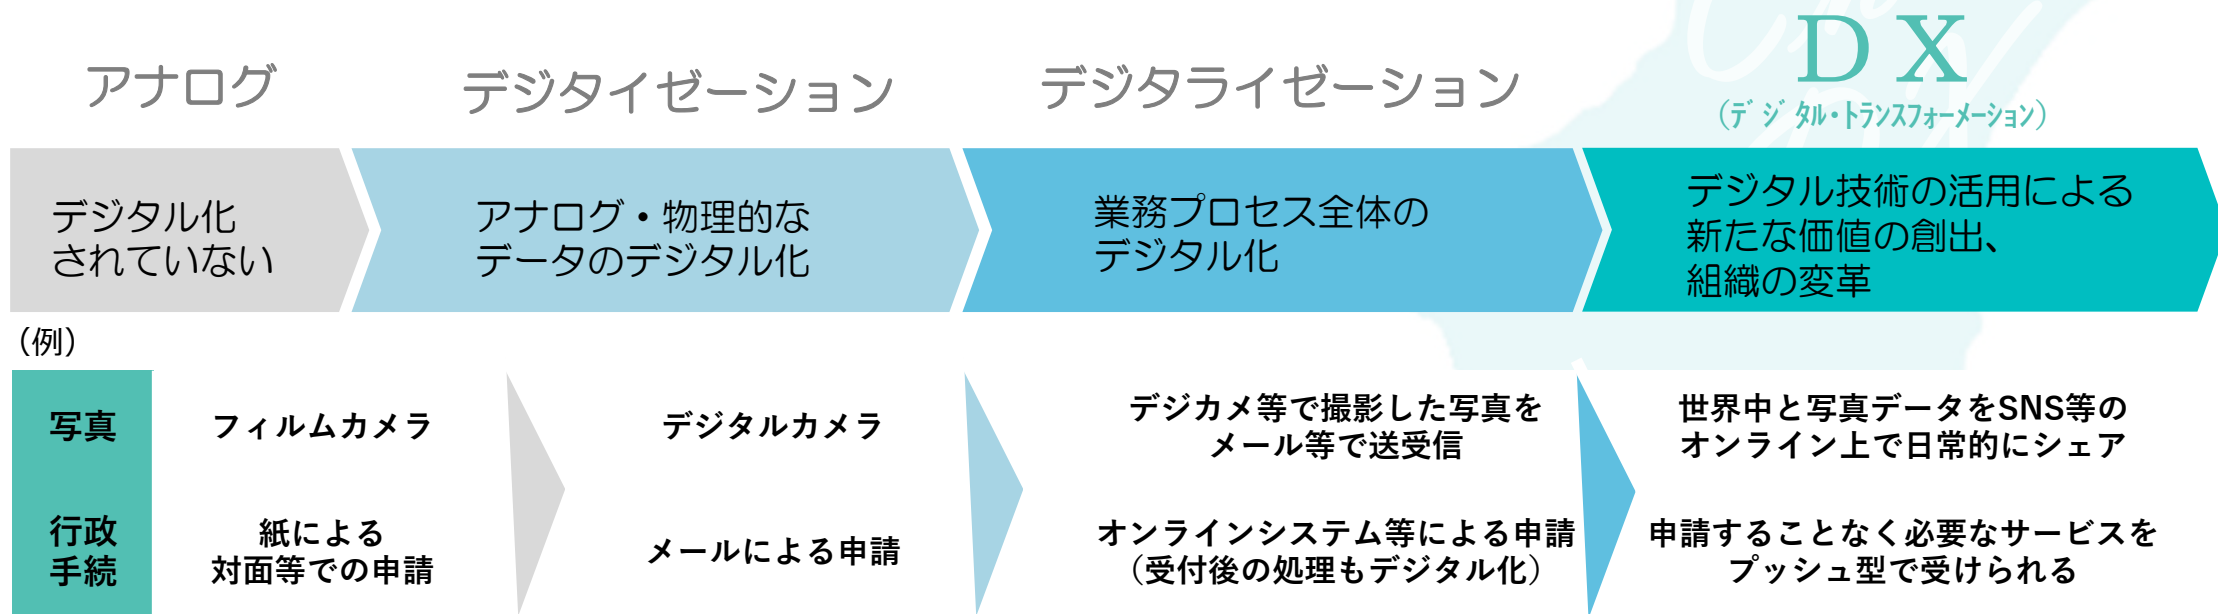 アナログ
デジタイゼーション
デジタライゼーション
DX
（デジタル・トランスフォーメーション）
デジタル化
されていない
アナログ・物理的な
データのデジタル化
業務プロセス全体の
デジタル化
デジタル技術の活用による
新たな価値の創出、
組織の変革
（例）
写真
フィルムカメラ
デジタルカメラ
デジカメ等で撮影した写真を
メール等で送受信
世界中と写真データをSNS等の
オンライン上で日常的にシェア
行政
手続
紙による
対面等での申請
メールによる申請
オンラインシステム等による申請
（受付後の処理もデジタル化）
申請することなく必要なサービスを
プッシュ型で受けられる